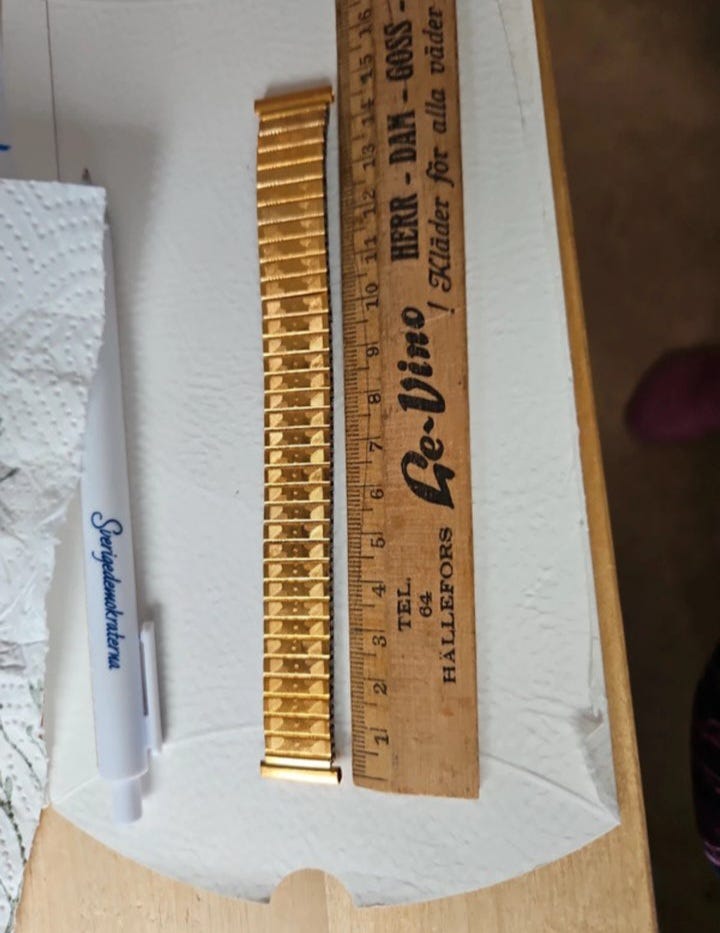 Sverigedemokraterna
1 2 3 4 5 6 7 8 9 10 11 12 13 14 15 16
TEL.
64
HÄLLEFORS
Ge-Vino
HERR - DAM - GOSS -
! Kläder för alla väder